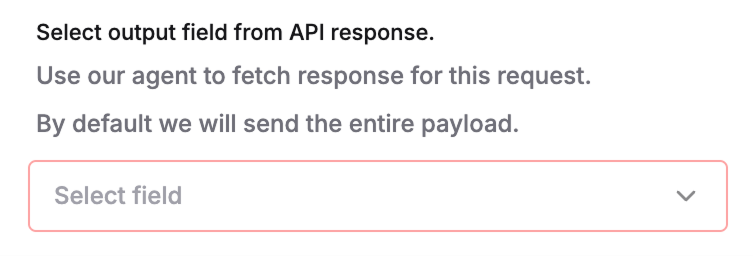 Select output field from API response.
Use our agent to fetch response for this request.
By default we will send the entire payload.
Select field